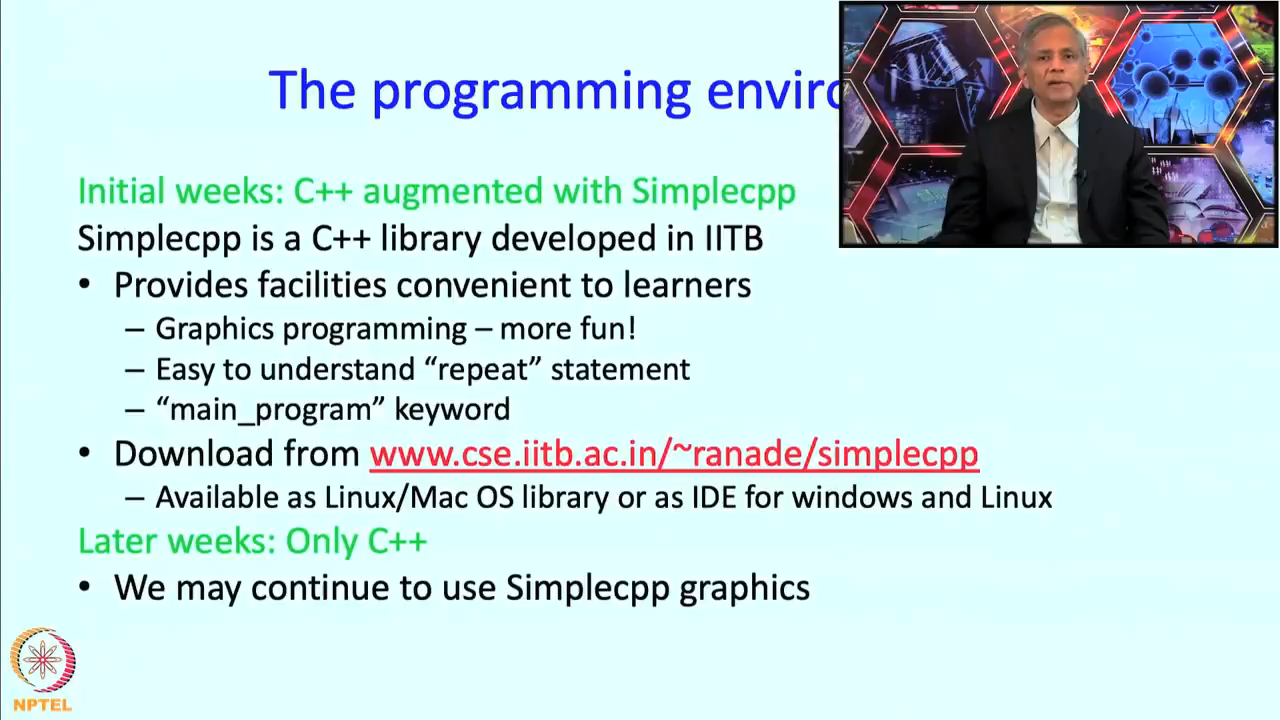 The programming enviro
Initial weeks: C++ augmented with Simplecpp
Simplecpp is a C++ library developed in IITB
• Provides facilities convenient to learners
– Graphics programming – more fun!
– Easy to understand “repeat” statement
– “main_program” keyword
• Download from www.cse.iitb.ac.in/~ranade/simplecpp
– Available as Linux/Mac OS library or as IDE for windows and Linux
Later weeks: Only C++
• We may continue to use Simplecpp graphics
NPTEL